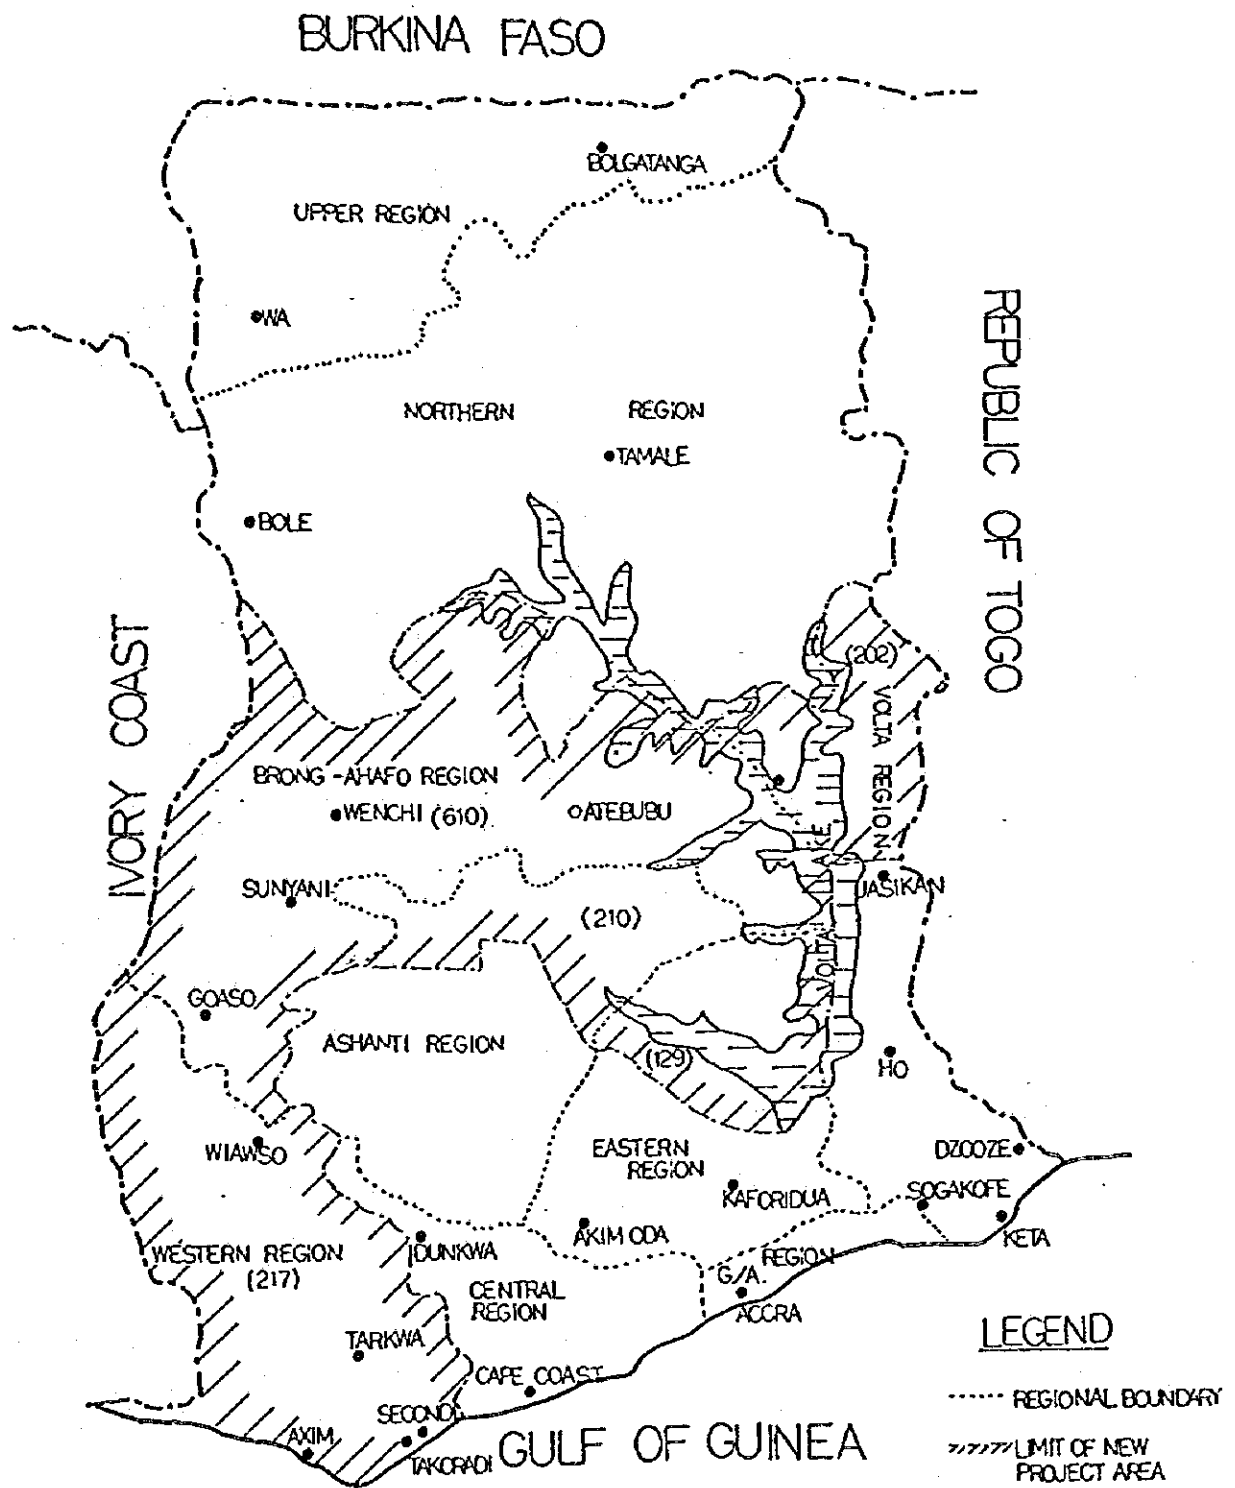 BURKINA FASO
BOLGATANGA
UPPER REGION
WA
REPUBLIC OF TOGO
NORTHERN REGION
TAMALE
BOLE
IVORY COAST
(202)
VOLTA REGION
BRONG-AHAFO REGION
WENCHI (610)
ATEBUBU
VOLTA LAKE
SUNYANI
JASIKAN
(210)
GOASO
ASHANTI REGION
(129)
HO
WIAWSO
EASTERN
REGION
DZOOZE
KAFORIDUA
SOGAKOFE
AKIM ODA
KETA
WESTERN REGION
(217)
DUNKWA
REGION
G/A.
ACCRA
CENTRAL
REGION
TARKWA
CAPE COAST
SECONDI
AXIM
TAKORADI
GULF OF GUINEA
LEGEND
REGIONAL BOUNDARY
LIMIT OF NEW
PROJECT AREA